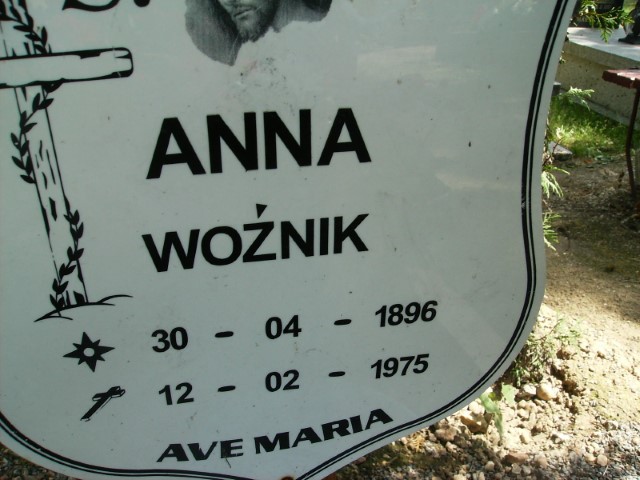 Ś.
ANNA
WOŹNIK
30 - 04 - 1896
12 - 02 - 1975
AVE MARIA